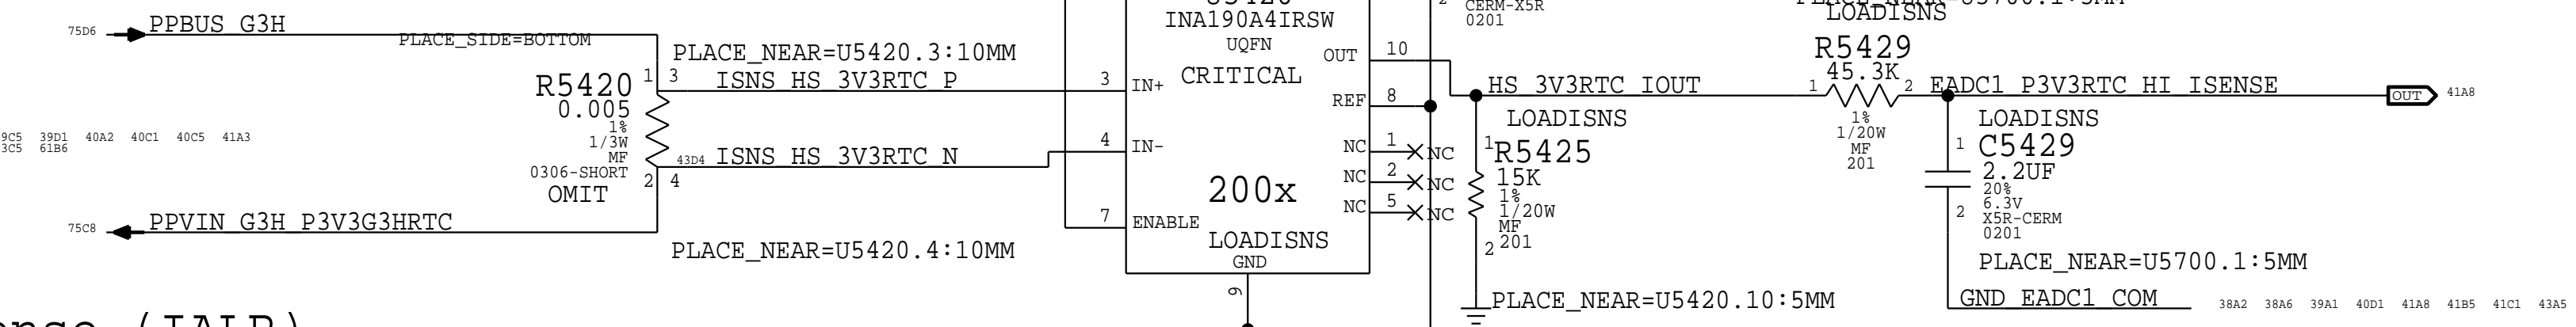 75D6 PPBUS_G3H
PLACE_SIDE=BOTTOM
PLACE_NEAR=U5420.3:10MM
R5420
0.005
1%
1/3W
MF
0306-SHORT
OMIT
1 3
2 4
ISNS_HS_3V3RTC_P
43D4 ISNS_HS_3V3RTC_N
9C5 39D1 40A2 40C1 40C5 41A3
3C5 61B6
75C8 PPVIN_G3H_P3V3G3HRTC
PLACE_NEAR=U5420.4:10MM
INA190A4IRSW
UQFN
CRITICAL
3 IN+
4 IN-
7 ENABLE
OUT 10
REF 8
NC 1 NC
NC 2 NC
NC 5 NC
200x
LOADISNS
GND
9
2
CERM-X5R
0201
HS_3V3RTC_IOUT
LOADISNS
1
R5425
15K
1%
1/20W
MF
201
2
PLACE_NEAR=U5420.10:5MM
PLACE_NEAR=U5700.1:5MM
LOADISNS
R5429
45.3K
1 2
1%
1/20W
MF
201
EADC1_P3V3RTC_HI_ISENSE
OUT 41A8
LOADISNS
1
C5429
2.2UF
20%
6.3V
X5R-CERM
0201
2
PLACE_NEAR=U5700.1:5MM
GND_EADC1_COM
38A2 38A6 39A1 40D1 41A8 41B5 41C1 43A5